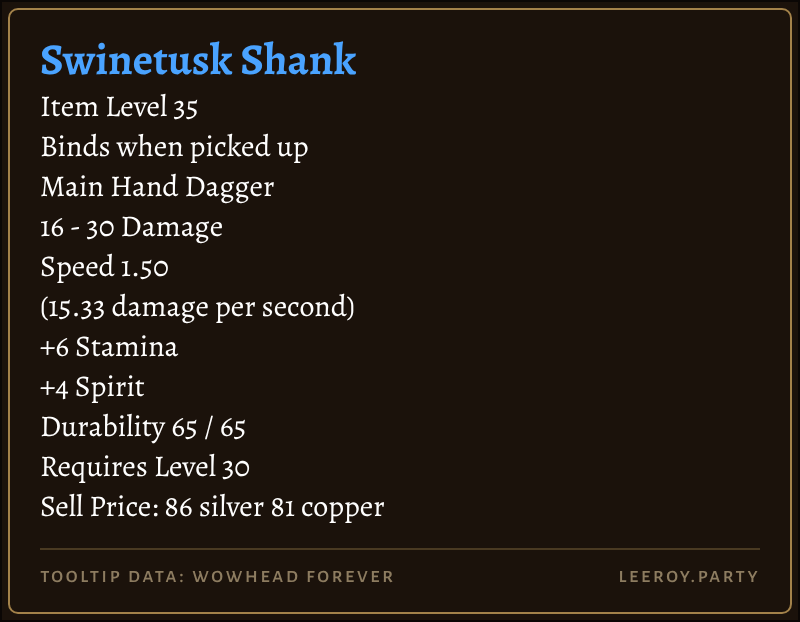 Swinetusk Shank
Item Level 35
Binds when picked up
Main Hand Dagger
16 - 30 Damage
Speed 1.50
(15.33 damage per second)
+6 Stamina
+4 Spirit
Durability 65 / 65
Requires Level 30
Sell Price: 86 silver 81 copper
TOOLTIP DATA: WOWHEAD FOREVER
LEEROY.PARTY